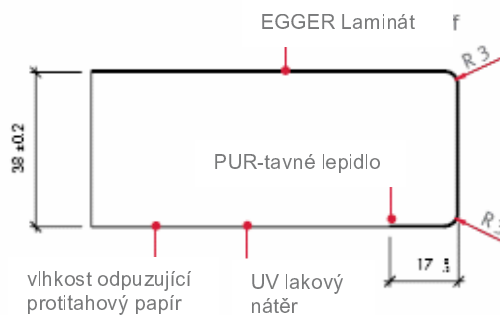 EGGER Laminát f
R 3
38 ±0.2
PUR-tavné lepidlo
R 3
17
vlhkost odpuzující
protitahový papír
UV lakový
nátěr